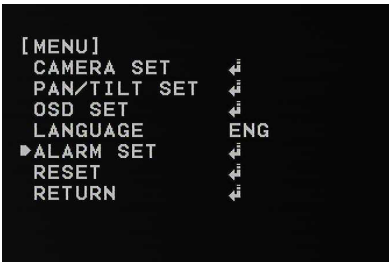 [MENU]
CAMERA SET ↲
PAN/TILT SET ↲
OSD SET ↲
LANGUAGE ENG
▶ALARM SET ↲
RESET ↲
RETURN ↲